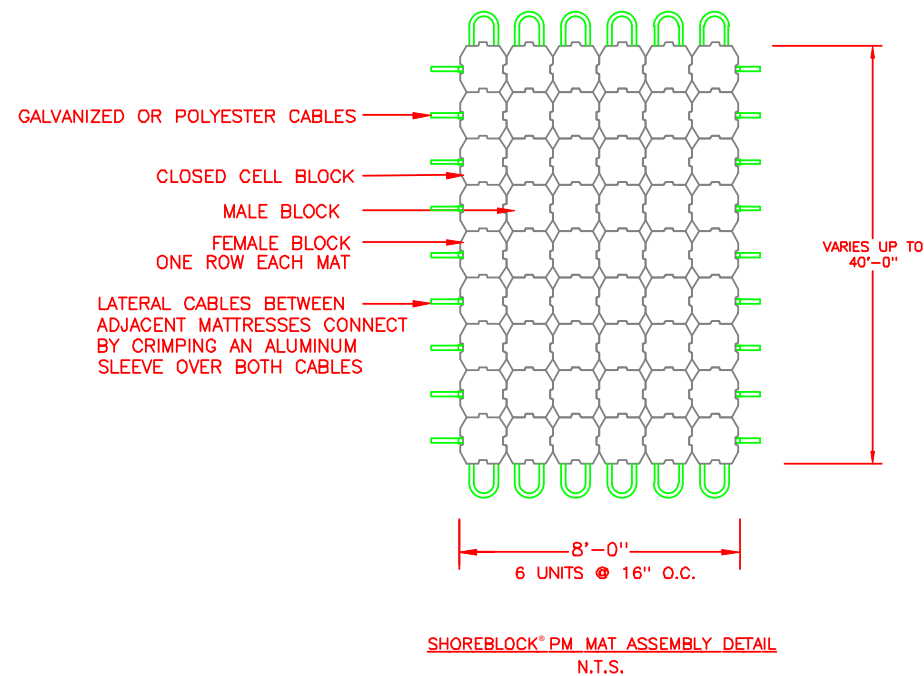 GALVANIZED OR POLYESTER CABLES
CLOSED CELL BLOCK
MALE BLOCK
FEMALE BLOCK
ONE ROW EACH MAT
LATERAL CABLES BETWEEN
ADJACENT MATTRESSES CONNECT
BY CRIMPING AN ALUMINUM
SLEEVE OVER BOTH CABLES
VARIES UP TO
40'-0"
8'-0"
6 UNITS @ 16" O.C.
SHOREBLOCK® PM MAT ASSEMBLY DETAIL
N.T.S.